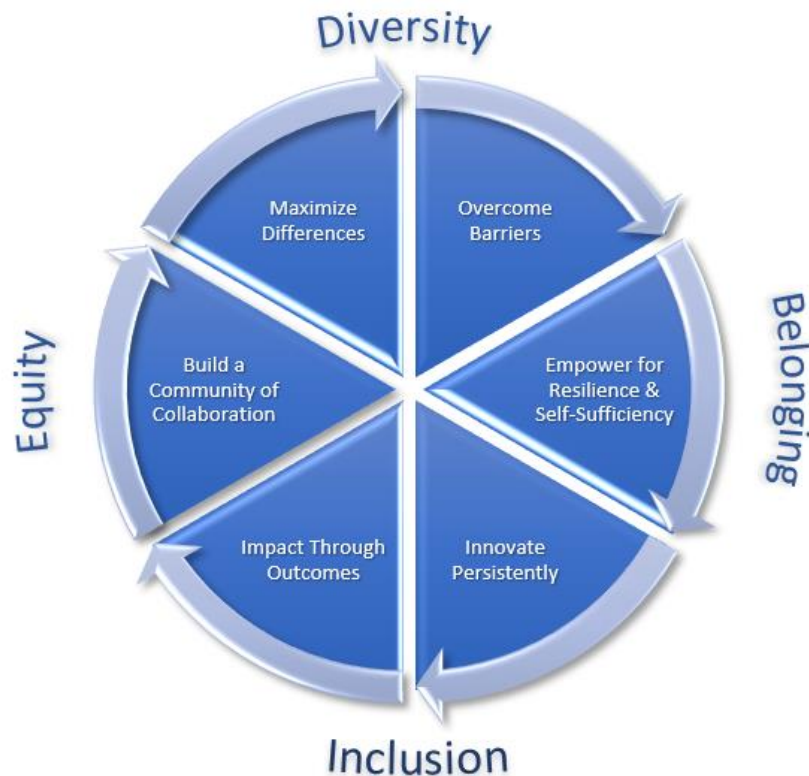 Diversity
Maximize
Differences
Overcome
Barriers
Equity
Build a
Community of
Collaboration
Empower for
Resilience &
Self-Sufficiency
Belonging
Impact Through
Outcomes
Innovate
Persistently
Inclusion